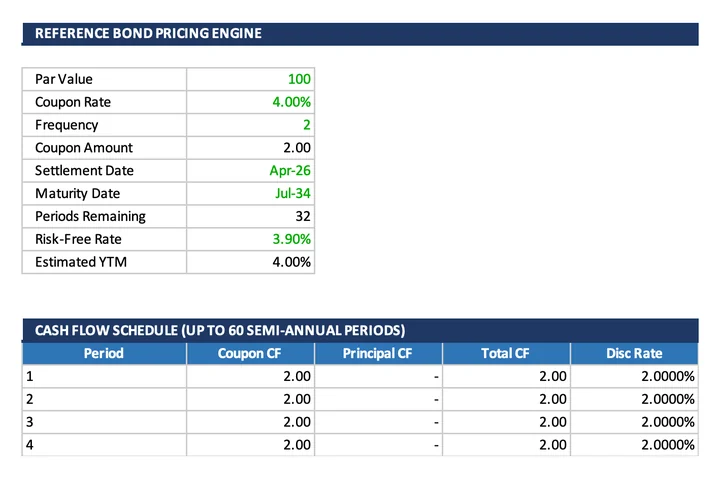 REFERENCE BOND PRICING ENGINE
Par Value 100
Coupon Rate 4.00%
Frequency 2
Coupon Amount 2.00
Settlement Date Apr-26
Maturity Date Jul-34
Periods Remaining 32
Risk-Free Rate 3.90%
Estimated YTM 4.00%
CASH FLOW SCHEDULE (UP TO 60 SEMI-ANNUAL PERIODS)
Period Coupon CF Principal CF Total CF Disc Rate
1 2.00 - 2.00 2.0000%
2 2.00 - 2.00 2.0000%
3 2.00 - 2.00 2.0000%
4 2.00 - 2.00 2.0000%